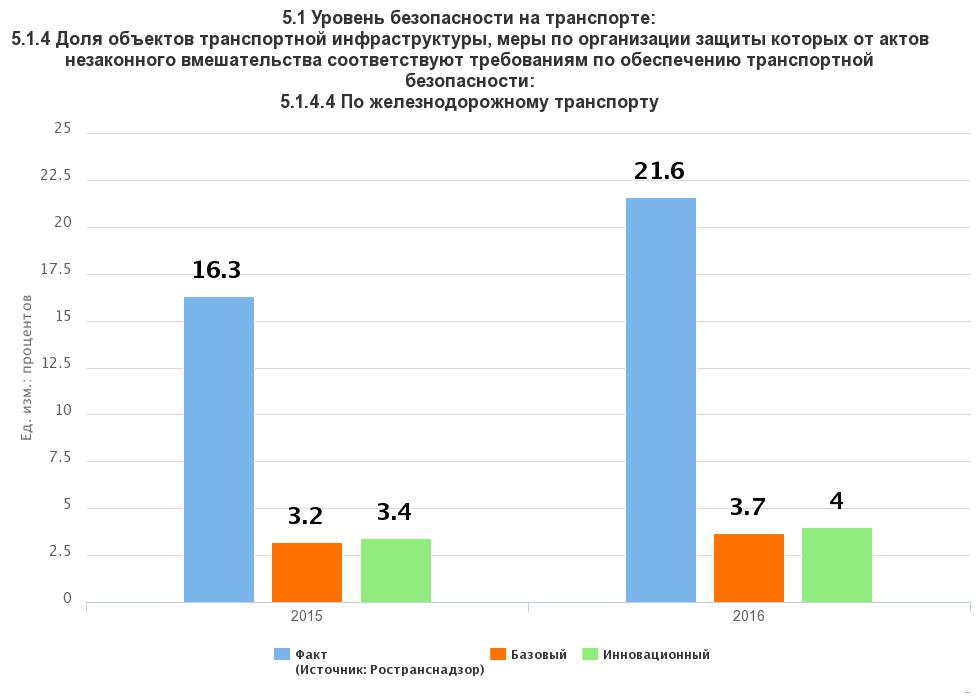 5.1 Уровень безопасности на транспорте:
5.1.4 Доля объектов транспортной инфраструктуры, меры по организации защиты которых от актов
незаконного вмешательства соответствуют требованиям по обеспечению транспортной
безопасности:
5.1.4.4 По железнодорожному транспорту
Ед. изм.: процентов
25
22.5
20
17.5
15
12.5
10
7.5
5
2.5
0
16.3
3.2
3.4
21.6
3.7
4
2015
2016
Факт
(Источник: Ространснадзор)
Базовый
Инновационный